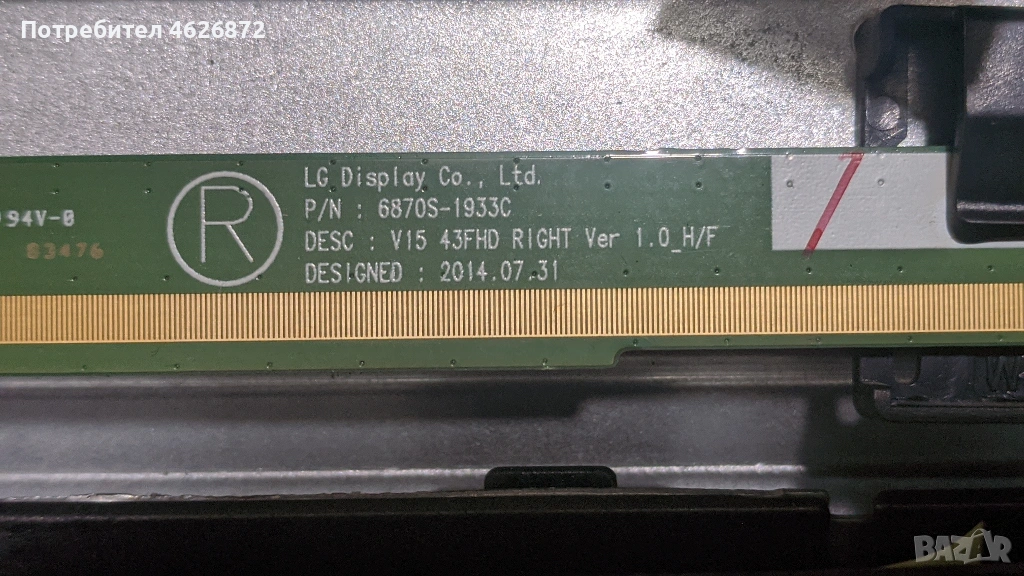 Потребител 4626872
LG Display Co., Ltd.
P/N : 6870S-1933C
DESC : V15 43FHD RIGHT Ver 1.0_H/F
DESIGNED : 2014.07.31
R
94V-0
83476
BAZAR